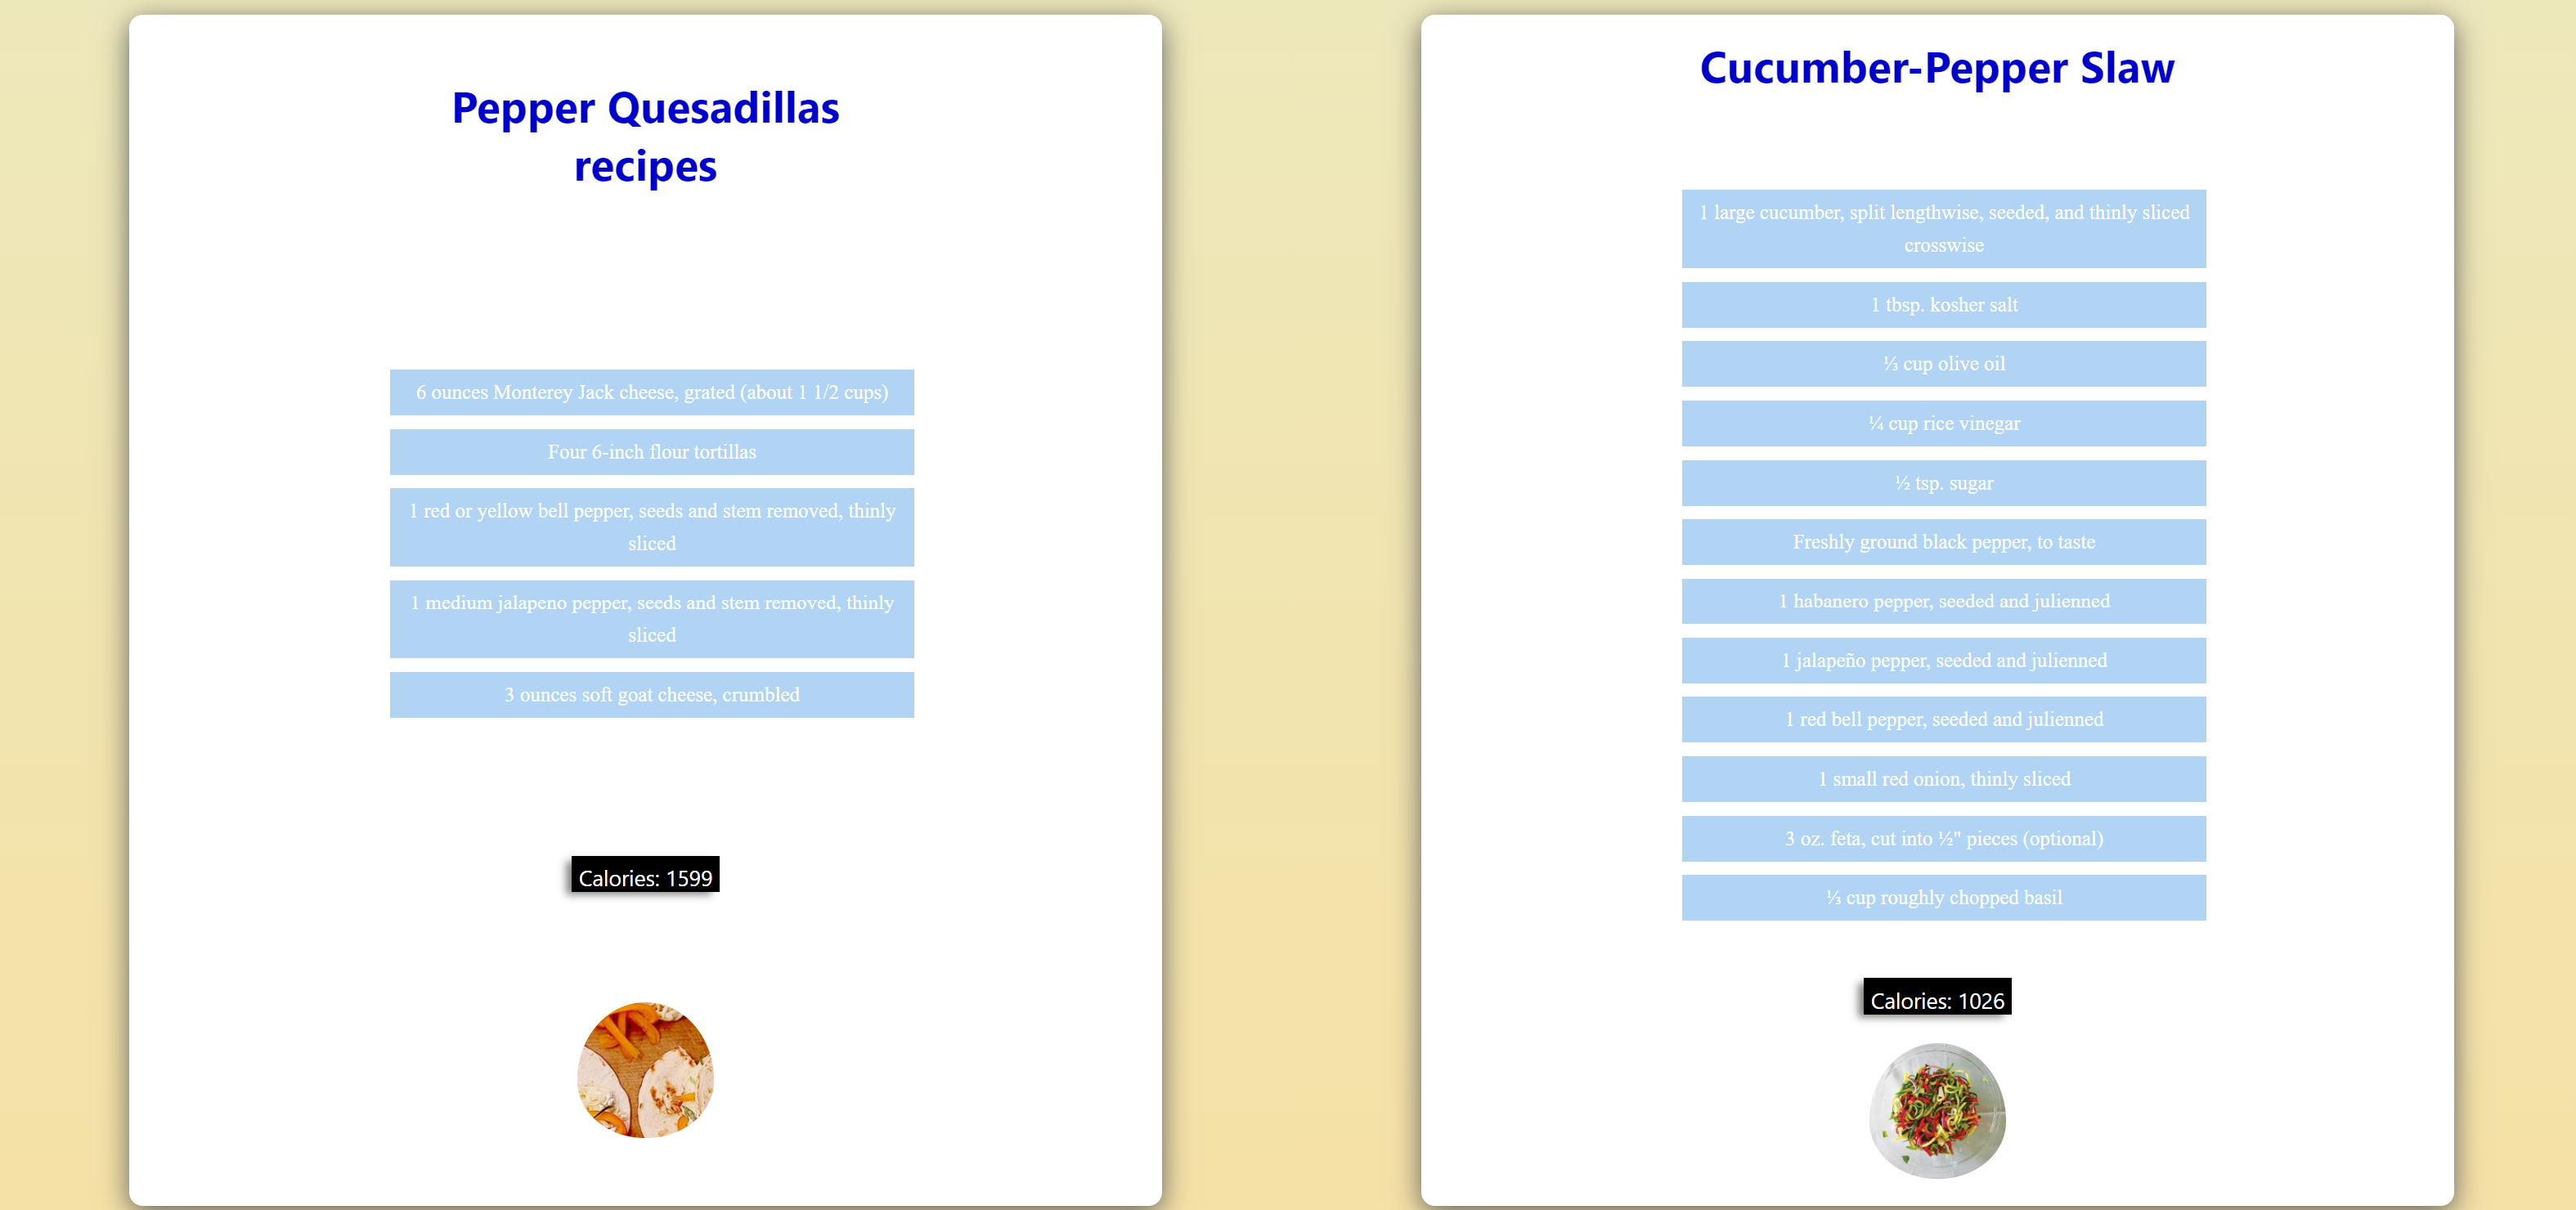 Pepper Quesadillas
recipes
6 ounces Monterey Jack cheese, grated (about 1 1/2 cups)
Four 6-inch flour tortillas
1 red or yellow bell pepper, seeds and stem removed, thinly
sliced
1 medium jalapeno pepper, seeds and stem removed, thinly
sliced
3 ounces soft goat cheese, crumbled
Calories: 1599
Cucumber-Pepper Slaw
1 large cucumber, split lengthwise, seeded, and thinly sliced
crosswise
1 tbsp. kosher salt
⅓ cup olive oil
¼ cup rice vinegar
½ tsp. sugar
Freshly ground black pepper, to taste
1 habanero pepper, seeded and julienned
1 jalapeño pepper, seeded and julienned
1 red bell pepper, seeded and julienned
1 small red onion, thinly sliced
3 oz. feta, cut into ½" pieces (optional)
⅓ cup roughly chopped basil
Calories: 1026